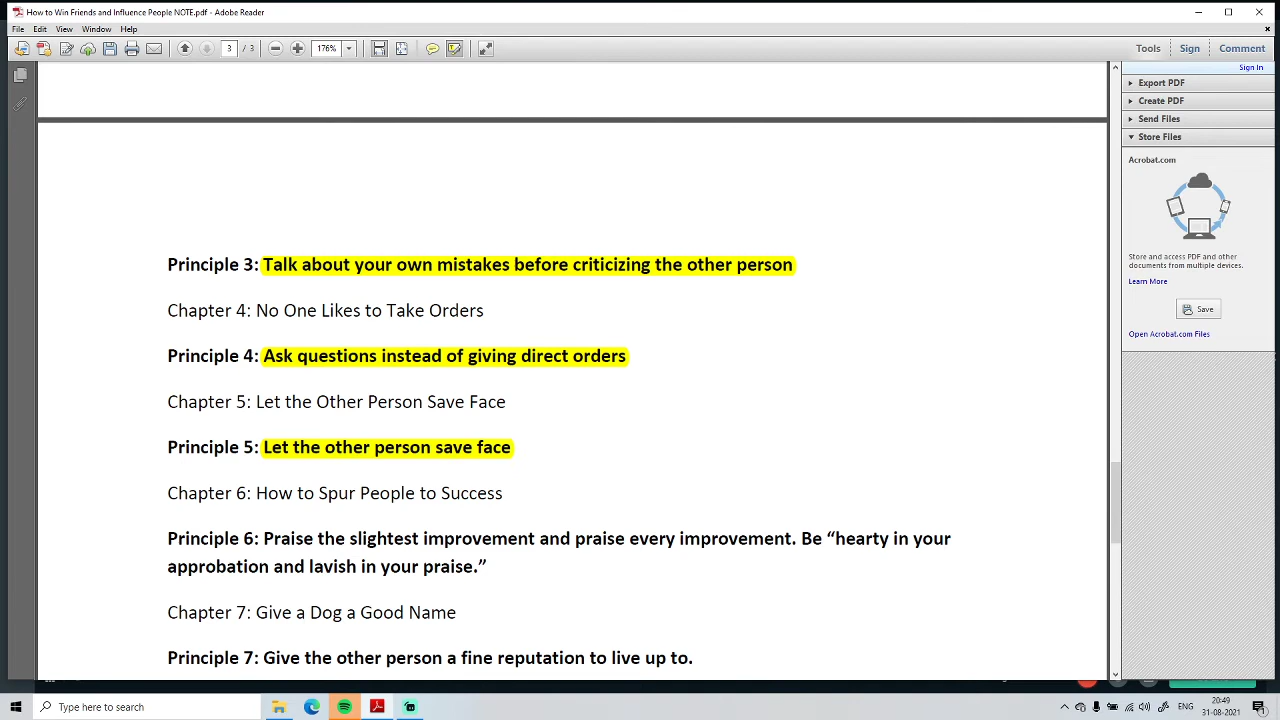 How to Win Friends and Influence People NOTE.pdf - Adobe Reader
File Edit View Window Help
3 / 3 176% Tools Sign Comment
Sign In
Export PDF
Create PDF
Send Files
Store Files
Acrobat.com
Store and access PDF and other
documents from multiple devices.
Learn More
Save
Open Acrobat.com Files
Principle 3: Talk about your own mistakes before criticizing the other person
Chapter 4: No One Likes to Take Orders
Principle 4: Ask questions instead of giving direct orders
Chapter 5: Let the Other Person Save Face
Principle 5: Let the other person save face
Chapter 6: How to Spur People to Success
Principle 6: Praise the slightest improvement and praise every improvement. Be “hearty in your
approbation and lavish in your praise.”
Chapter 7: Give a Dog a Good Name
Principle 7: Give the other person a fine reputation to live up to.
Type here to search
ENG
20:49
31-08-2021
1